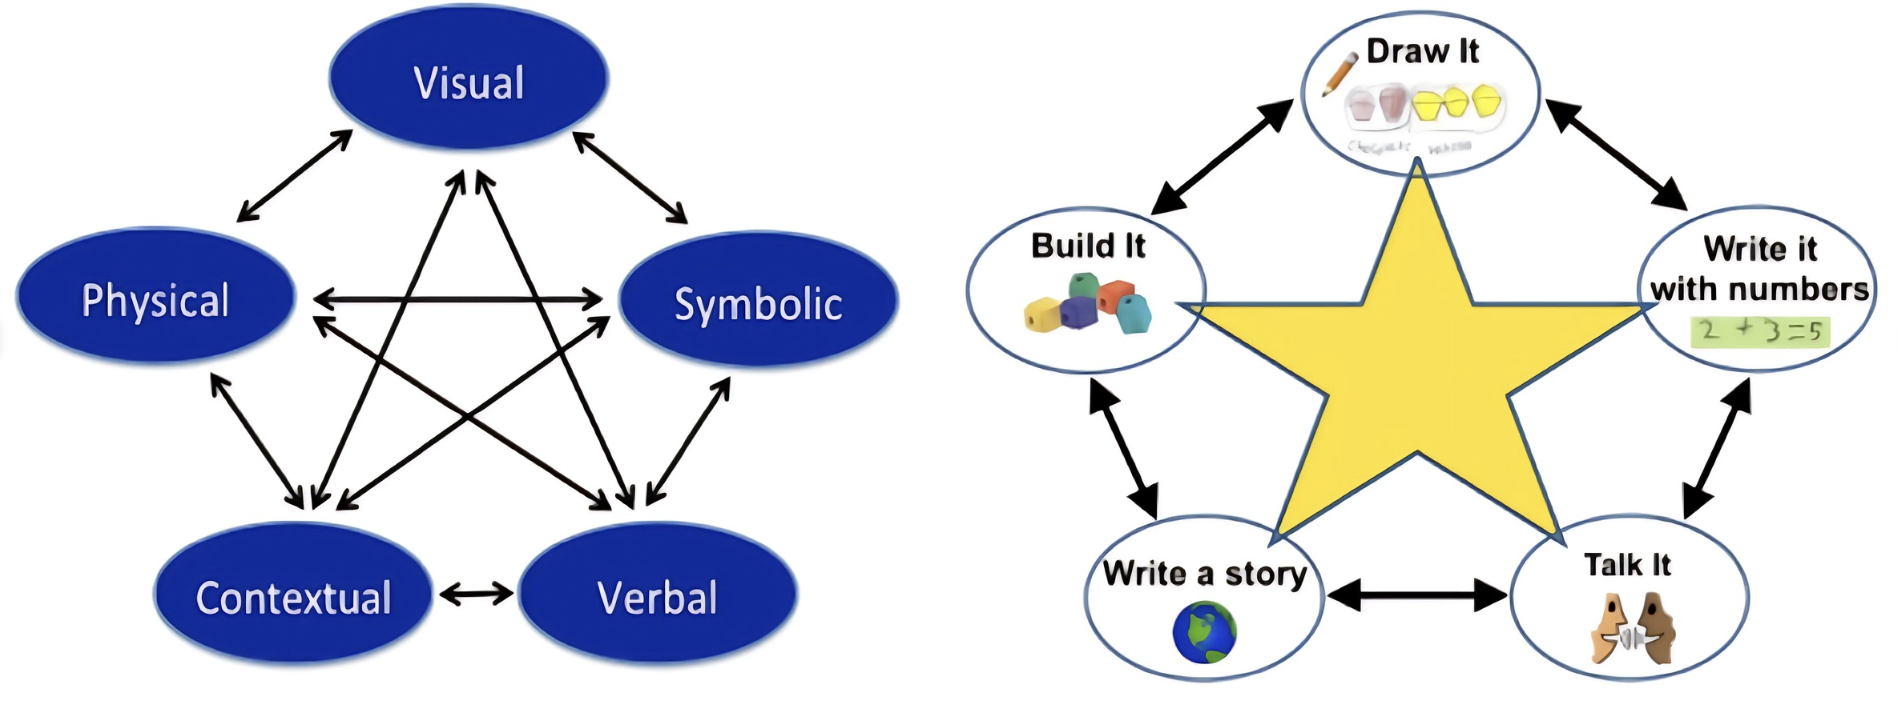 Visual
Physical
Symbolic
Contextual
Verbal
Draw It
Build It
Write it
with numbers
2 + 3 = 5
Write a story
Talk It